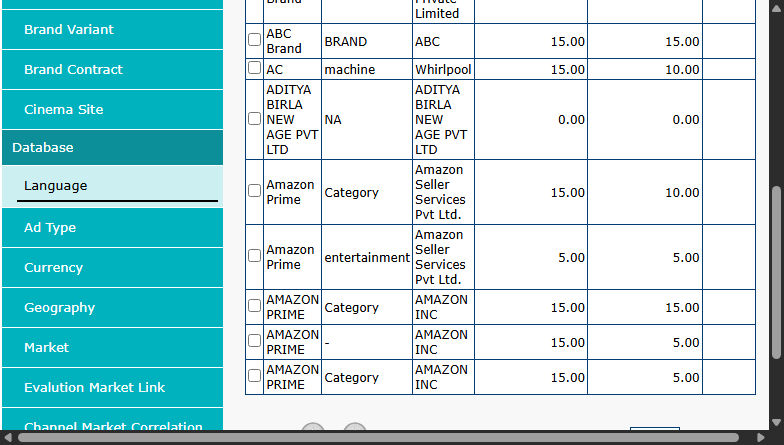 Brand Variant
Brand Contract
Cinema Site
Database
Language
Ad Type
Currency
Geography
Market
Evalution Market Link
Channel Market Correlation
Brand
Private
Limited
ABC
Brand
BRAND
ABC
15.00
15.00
AC
machine
Whirlpool
15.00
10.00
ADITYA
BIRLA
NEW
AGE PVT
LTD
NA
ADITYA
BIRLA
NEW
AGE PVT
LTD
0.00
0.00
Amazon
Prime
Category
Amazon
Seller
Services
Pvt Ltd.
15.00
10.00
Amazon
Prime
entertainment
Amazon
Seller
Services
Pvt Ltd.
5.00
5.00
AMAZON
PRIME
Category
AMAZON
INC
15.00
15.00
AMAZON
PRIME
-
AMAZON
INC
15.00
5.00
AMAZON
PRIME
Category
AMAZON
INC
15.00
5.00